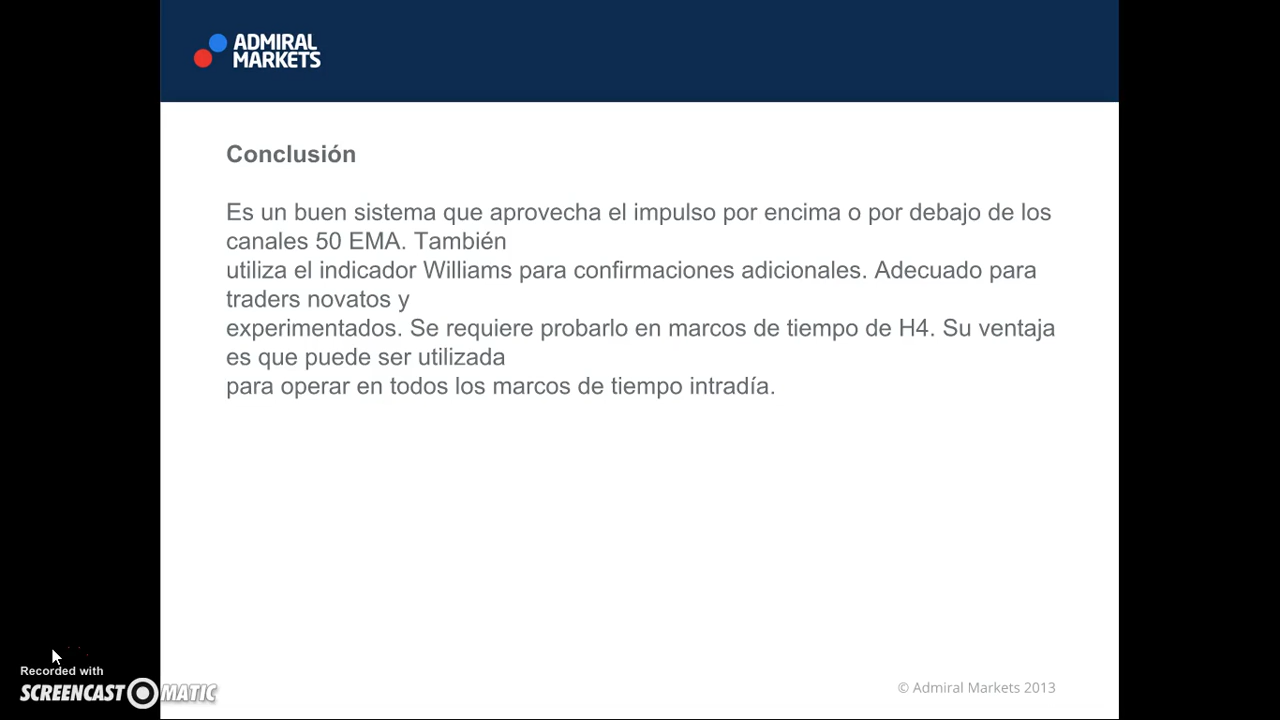 ADMIRAL
MARKETS
Conclusión
Es un buen sistema que aprovecha el impulso por encima o por debajo de los
canales 50 EMA. También
utiliza el indicador Williams para confirmaciones adicionales. Adecuado para
traders novatos y
experimentados. Se requiere probarlo en marcos de tiempo de H4. Su ventaja
es que puede ser utilizada
para operar en todos los marcos de tiempo intradía.
Recorded with
SCREENCAST MATIC
© Admiral Markets 2013